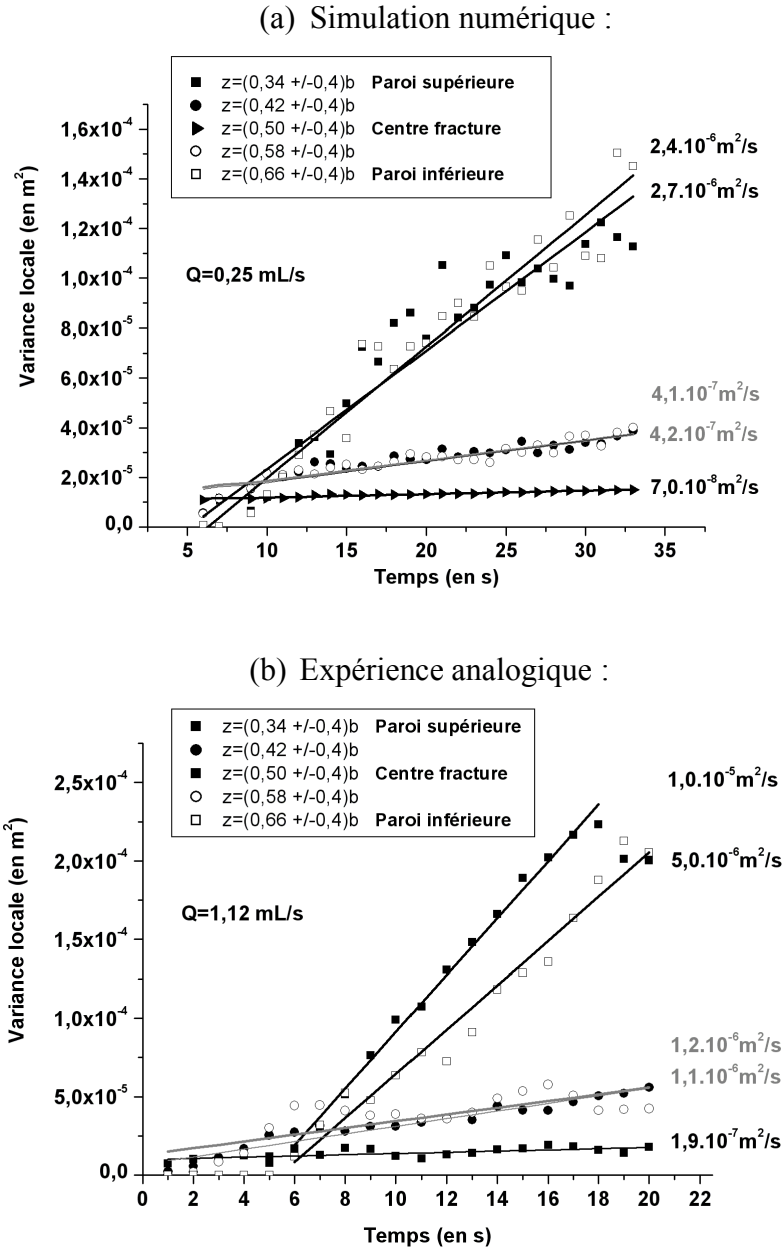 (a) Simulation numérique :
z=(0,34 +/-0,4)b Paroi supérieure
z=(0,42 +/-0,4)b
z=(0,50 +/-0,4)b Centre fracture
z=(0,58 +/-0,4)b
z=(0,66 +/-0,4)b Paroi inférieure
Variance locale (en m²)
1,6x10⁻⁴
1,4x10⁻⁴
1,2x10⁻⁴
1,0x10⁻⁴
8,0x10⁻⁵
6,0x10⁻⁵
4,0x10⁻⁵
2,0x10⁻⁵
0,0
Q=0,25 mL/s
2,4.10⁻⁶m²/s
2,7.10⁻⁶m²/s
4,1.10⁻⁷m²/s
4,2.10⁻⁷m²/s
7,0.10⁻⁸m²/s
5 10 15 20 25 30 35
Temps (en s)
(b) Expérience analogique :
z=(0,34 +/-0,4)b Paroi supérieure
z=(0,42 +/-0,4)b
z=(0,50 +/-0,4)b Centre fracture
z=(0,58 +/-0,4)b
z=(0,66 +/-0,4)b Paroi inférieure
Variance locale (en m²)
2,5x10⁻⁴
2,0x10⁻⁴
1,5x10⁻⁴
1,0x10⁻⁴
5,0x10⁻⁵
0,0
Q=1,12 mL/s
1,0.10⁻⁵m²/s
5,0.10⁻⁶m²/s
1,2.10⁻⁶m²/s
1,1.10⁻⁶m²/s
1,9.10⁻⁷m²/s
0 2 4 6 8 10 12 14 16 18 20 22
Temps (en s)